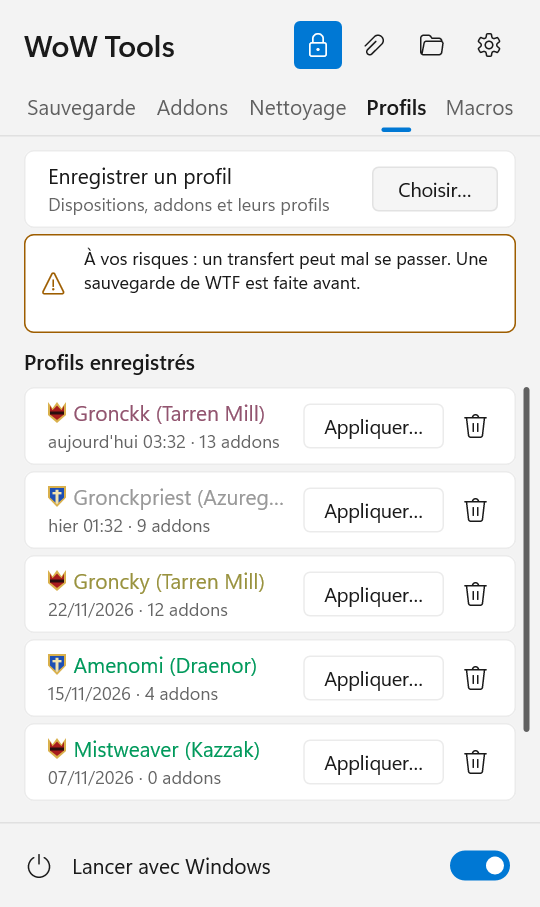 WoW Tools
Sauvegarde Addons Nettoyage Profils Macros
Enregistrer un profil
Dispositions, addons et leurs profils
Choisir...
À vos risques : un transfert peut mal se passer. Une
sauvegarde de WTF est faite avant.
Profils enregistrés
Gronckk (Tarren Mill)
aujourd'hui 03:32 · 13 addons
Appliquer...
Gronckpriest (Azureg...
hier 01:32 · 9 addons
Appliquer...
Groncky (Tarren Mill)
22/11/2026 · 12 addons
Appliquer...
Amenomi (Draenor)
15/11/2026 · 4 addons
Appliquer...
Mistweaver (Kazzak)
07/11/2026 · 0 addons
Appliquer...
Lancer avec Windows